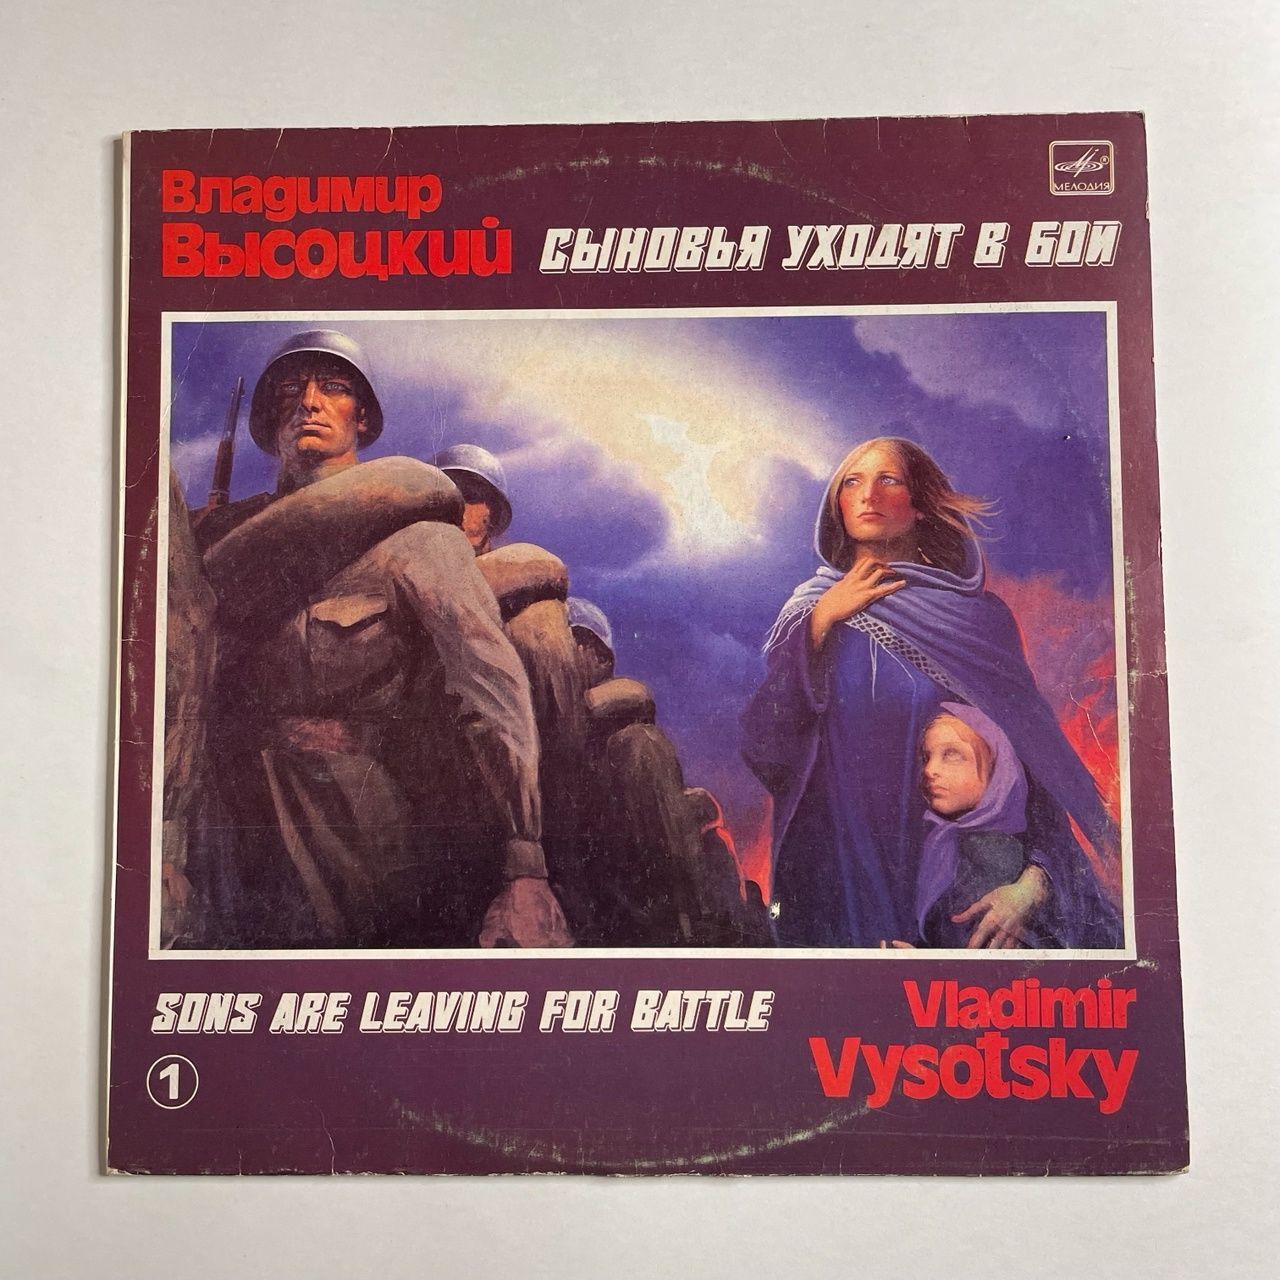 Владимир
Высоцкий
СЫНОВЬЯ УХОДЯТ В БОЙ
МЕЛОДИЯ
SONS ARE LEAVING FOR BATTLE
1
Vladimir
Vysotsky